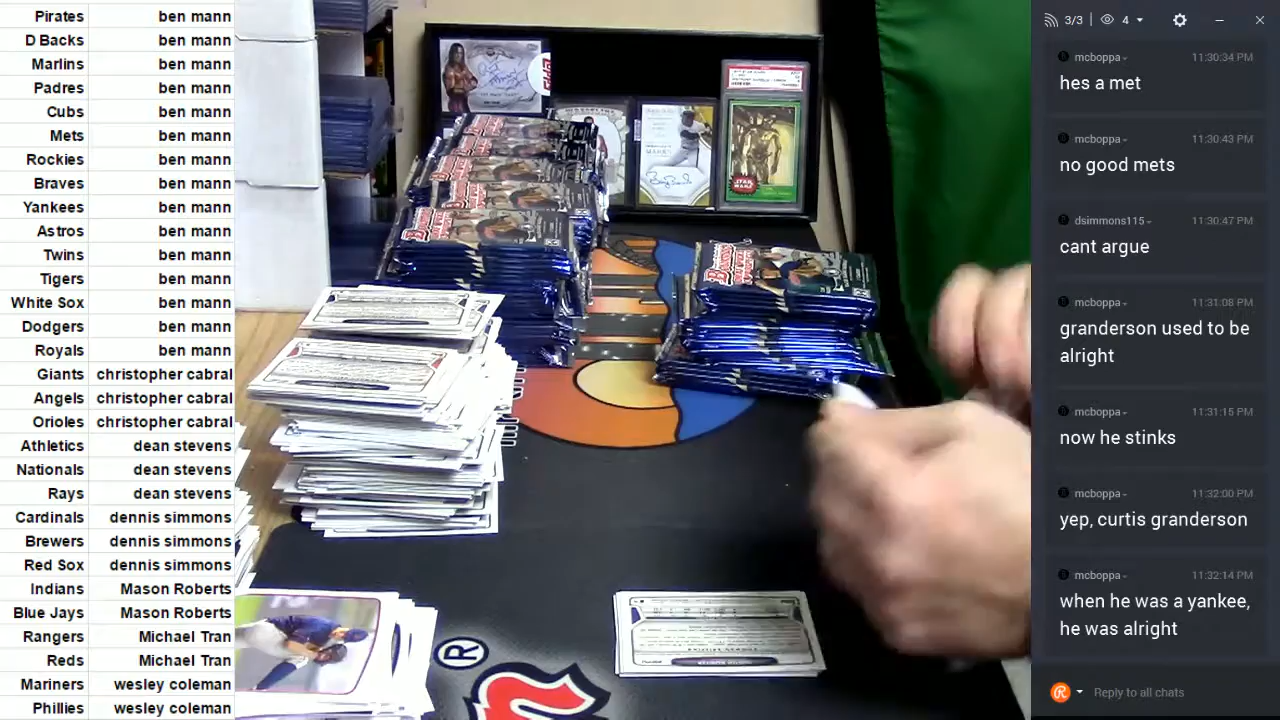 Pirates ben mann
D Backs ben mann
Marlins ben mann
Padres ben mann
Cubs ben mann
Mets ben mann
Rockies ben mann
Braves ben mann
Yankees ben mann
Astros ben mann
Twins ben mann
Tigers ben mann
White Sox ben mann
Dodgers ben mann
Royals ben mann
Giants christopher cabral
Angels christopher cabral
Orioles christopher cabral
Athletics dean stevens
Nationals dean stevens
Rays dean stevens
Cardinals dennis simmons
Brewers dennis simmons
Red Sox dennis simmons
Indians Mason Roberts
Blue Jays Mason Roberts
Rangers Michael Tran
Reds Michael Tran
Mariners wesley coleman
Phillies wesley coleman
STAR
WARS
®
3/3 4
mcboppa 11:30:34 PM
hes a met
mcboppa 11:30:43 PM
no good mets
dsimmons115 11:30:47 PM
cant argue
mcboppa 11:31:08 PM
granderson used to be
alright
mcboppa 11:31:15 PM
now he stinks
mcboppa 11:32:00 PM
yep, curtis granderson
mcboppa 11:32:14 PM
when he was a yankee,
he was alright
Reply to all chats